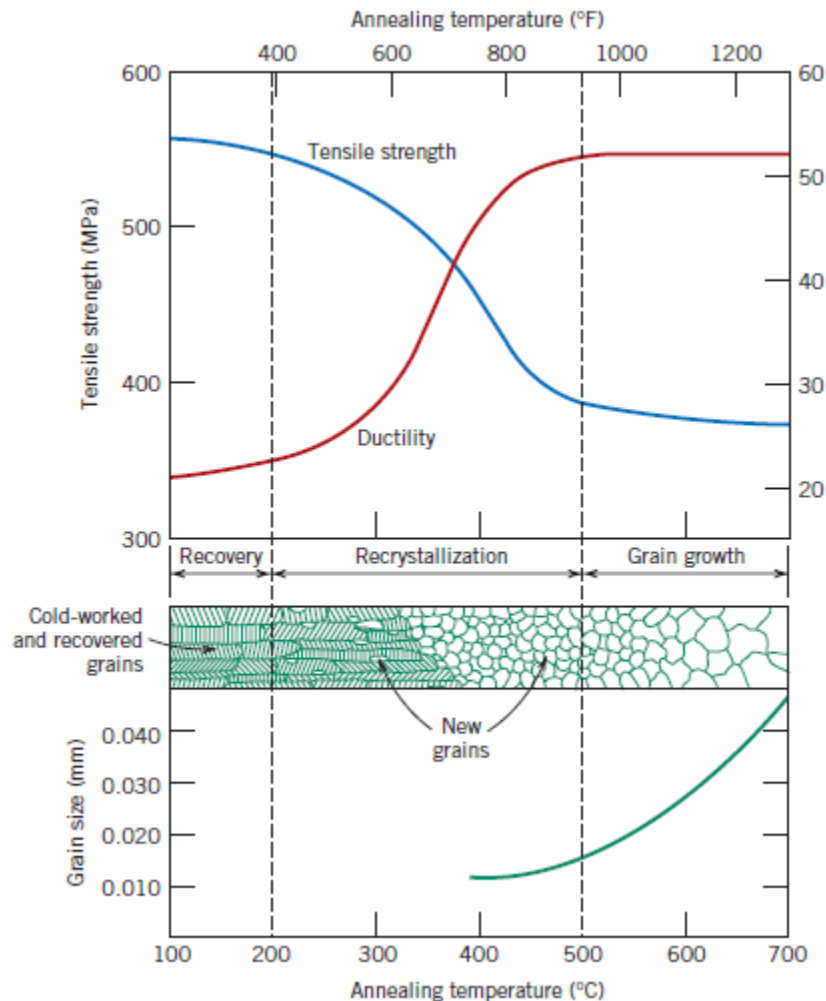 Annealing temperature (°F)
400 600 800 1000 1200
600 60
Tensile strength
50
500
Tensile strength (MPa)
40
400
30
Ductility
20
300
Recovery Recrystallization Grain growth
Cold-worked
and recovered
grains
New
grains
0.040
0.030
Grain size (mm)
0.020
0.010
100 200 300 400 500 600 700
Annealing temperature (°C)